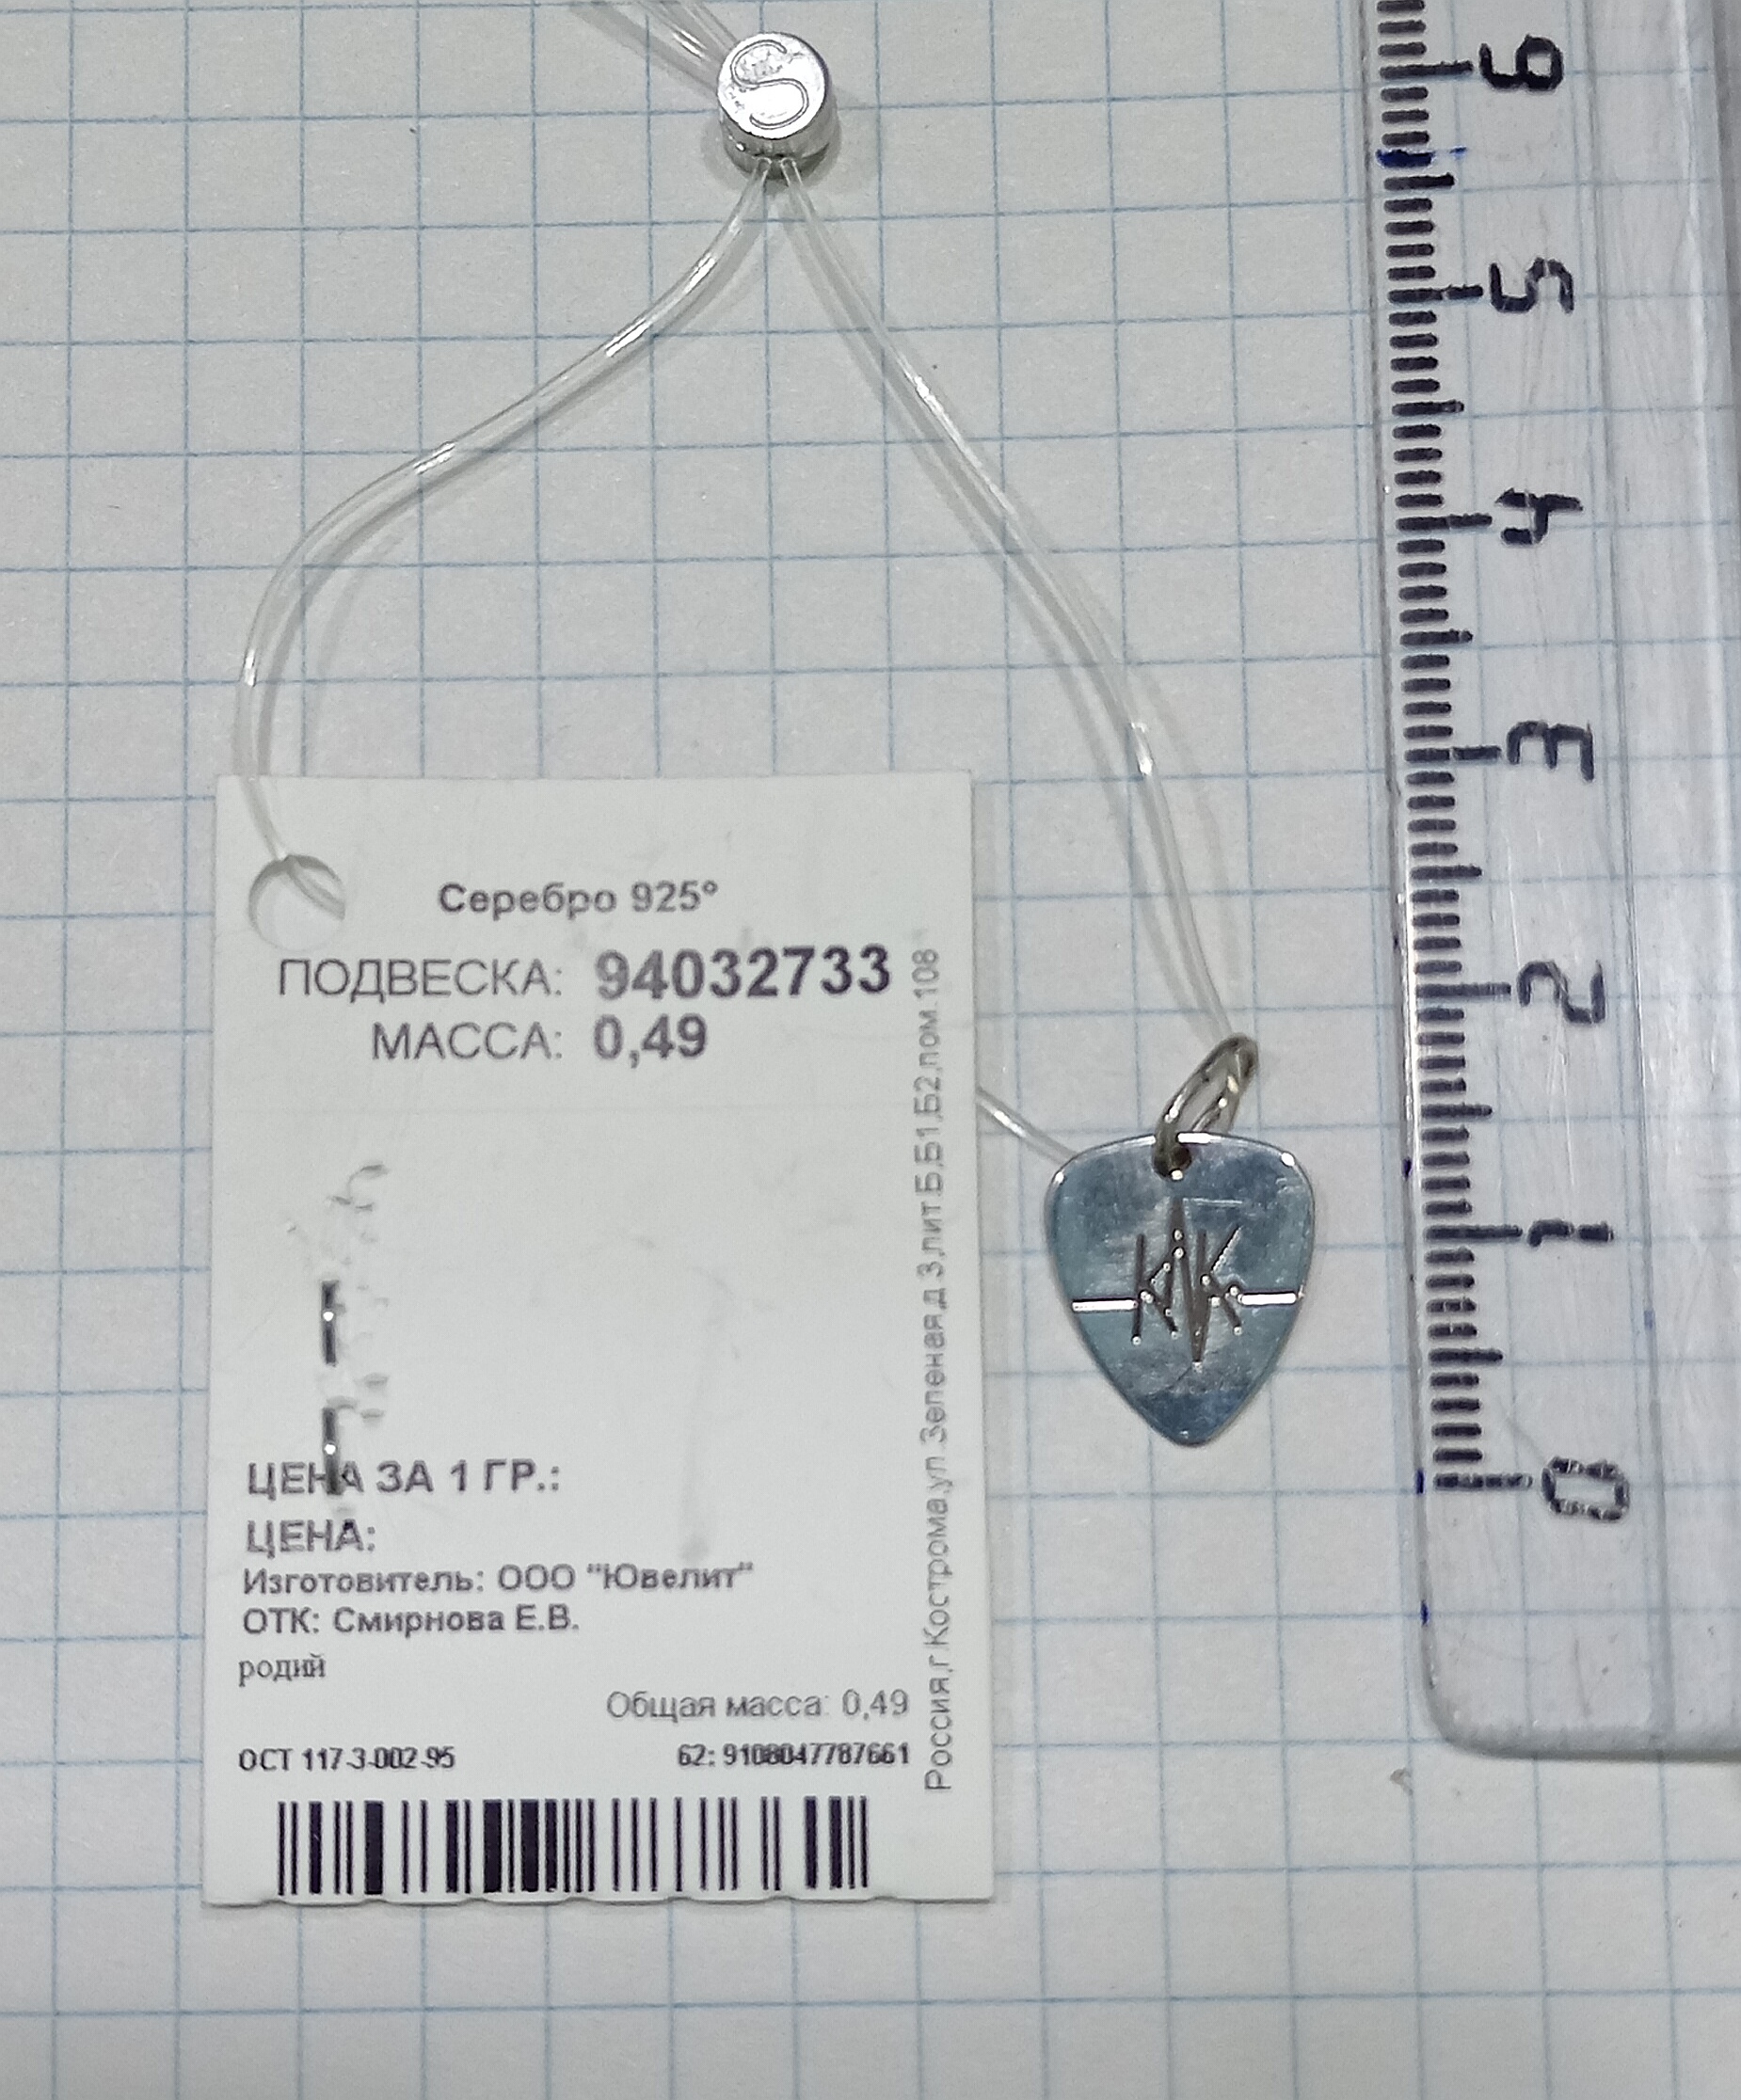 S
Серебро 925°
ПОДВЕСКА: 94032733
МАССА: 0,49
ЦЕНА ЗА 1 ГР.:
ЦЕНА:
Изготовитель: ООО "Ювелит"
ОТК: Смирнова Е.В.
родий
Общая масса: 0,49
ОСТ 117-3-002-95 62: 9108047787661
Россия,г.Кострома,ул.Зеленая,д.3,лит.Б,Б1,Б2,пом.108
6
5
4
3
2
1
0